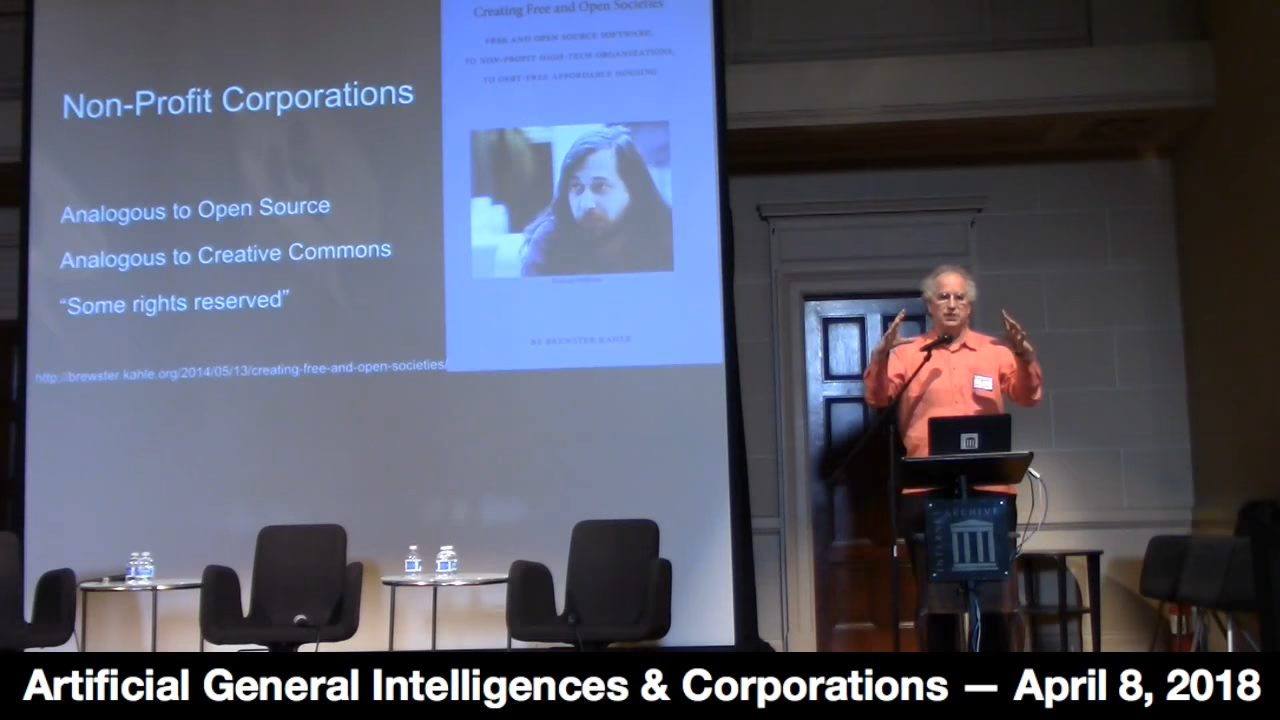 Creating Free and Open Societies
FREE AND OPEN SOURCE SOFTWARE,
TO NON-PROFIT HIGH-TECH ORGANIZATIONS,
TO DEBT-FREE AFFORDABLE HOUSING
Non-Profit Corporations
Analogous to Open Source
Analogous to Creative Commons
“Some rights reserved”
http://brewster.kahle.org/2014/05/13/creating-free-and-open-societies/
BY BREWSTER KAHLE
INTERNET ARCHIVE
Artificial General Intelligences & Corporations — April 8, 2018